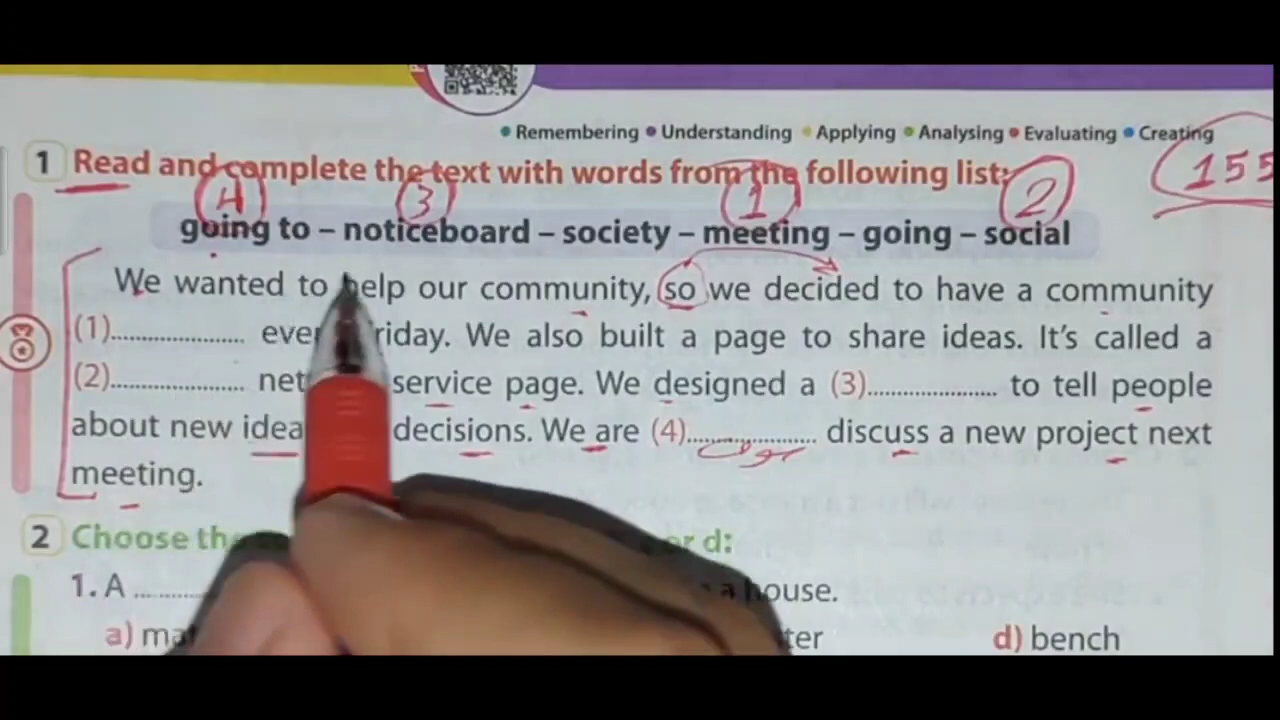 Remembering Understanding Applying Analysing Evaluating Creating
1 Read and complete the text with words from the following list:
155
4 3 1 2
going to – noticeboard – society – meeting – going – social
We wanted to help our community, so we decided to have a community
(1)..................... every Friday. We also built a page to share ideas. It's called a
(2)..................... service page. We designed a (3)..................... to tell people
about new decisions. We are (4)..................... discuss a new project next
سوف
meeting.
2 Choose or d:
1. A house.
a) d) bench